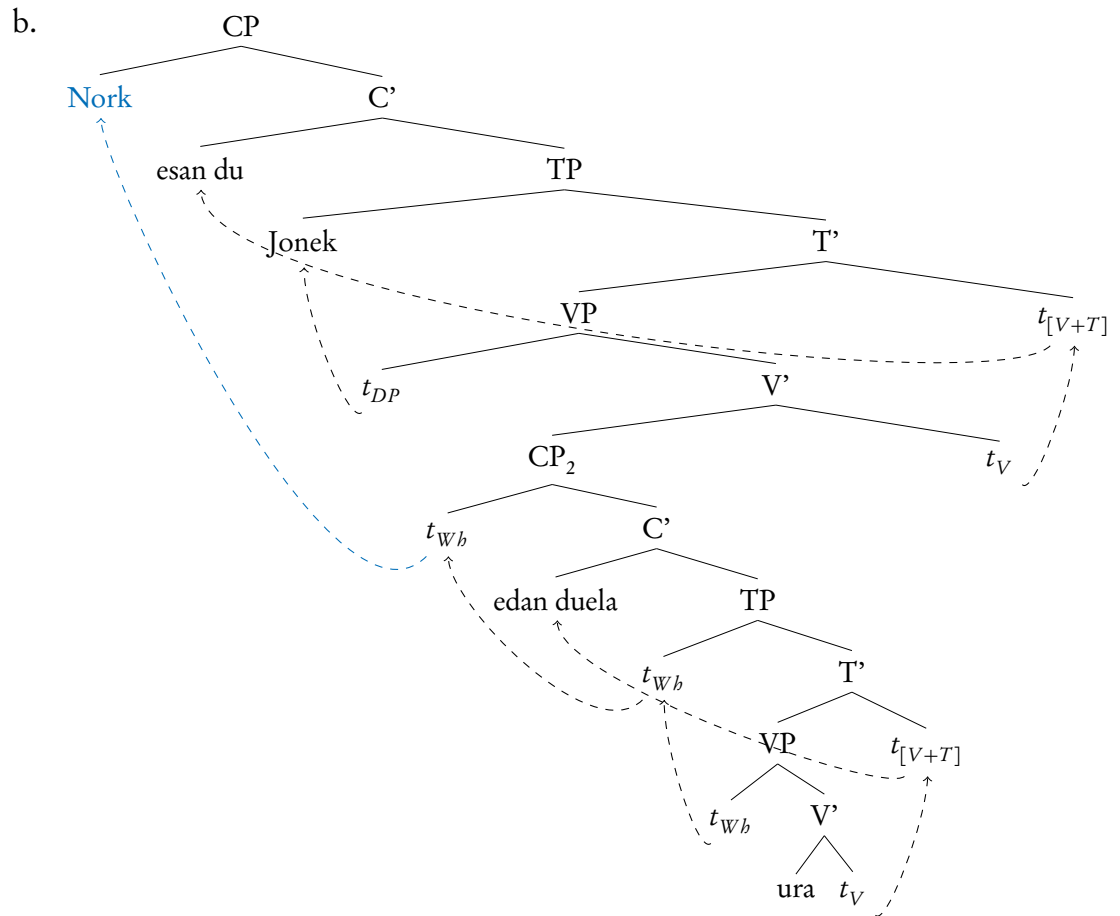 b.
CP
Nork
C’
esan du
TP
Jonek
T’
VP
t[V+T]
tDP
V’
CP2
tV
tWh
C’
edan duela
TP
tWh
T’
VP
t[V+T]
tWh
V’
ura
tV